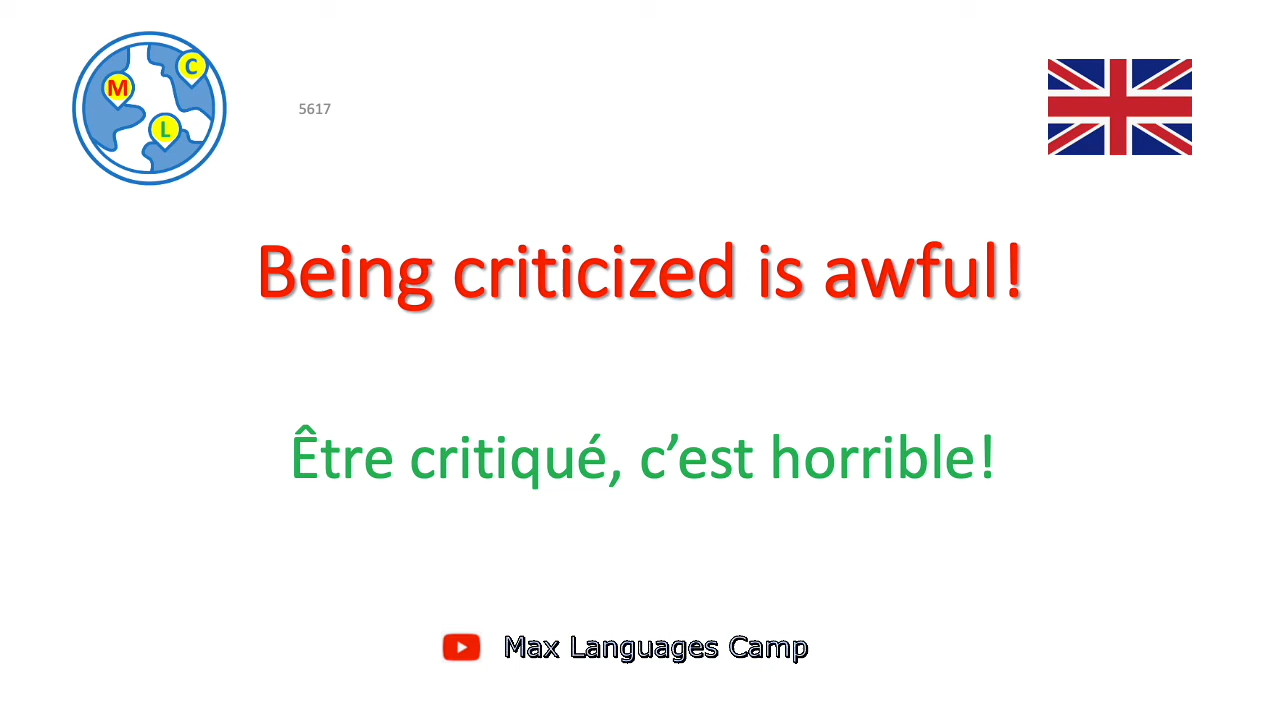 M
C
L
5617
Being criticized is awful!
Être critiqué, c’est horrible!
Max Languages Camp